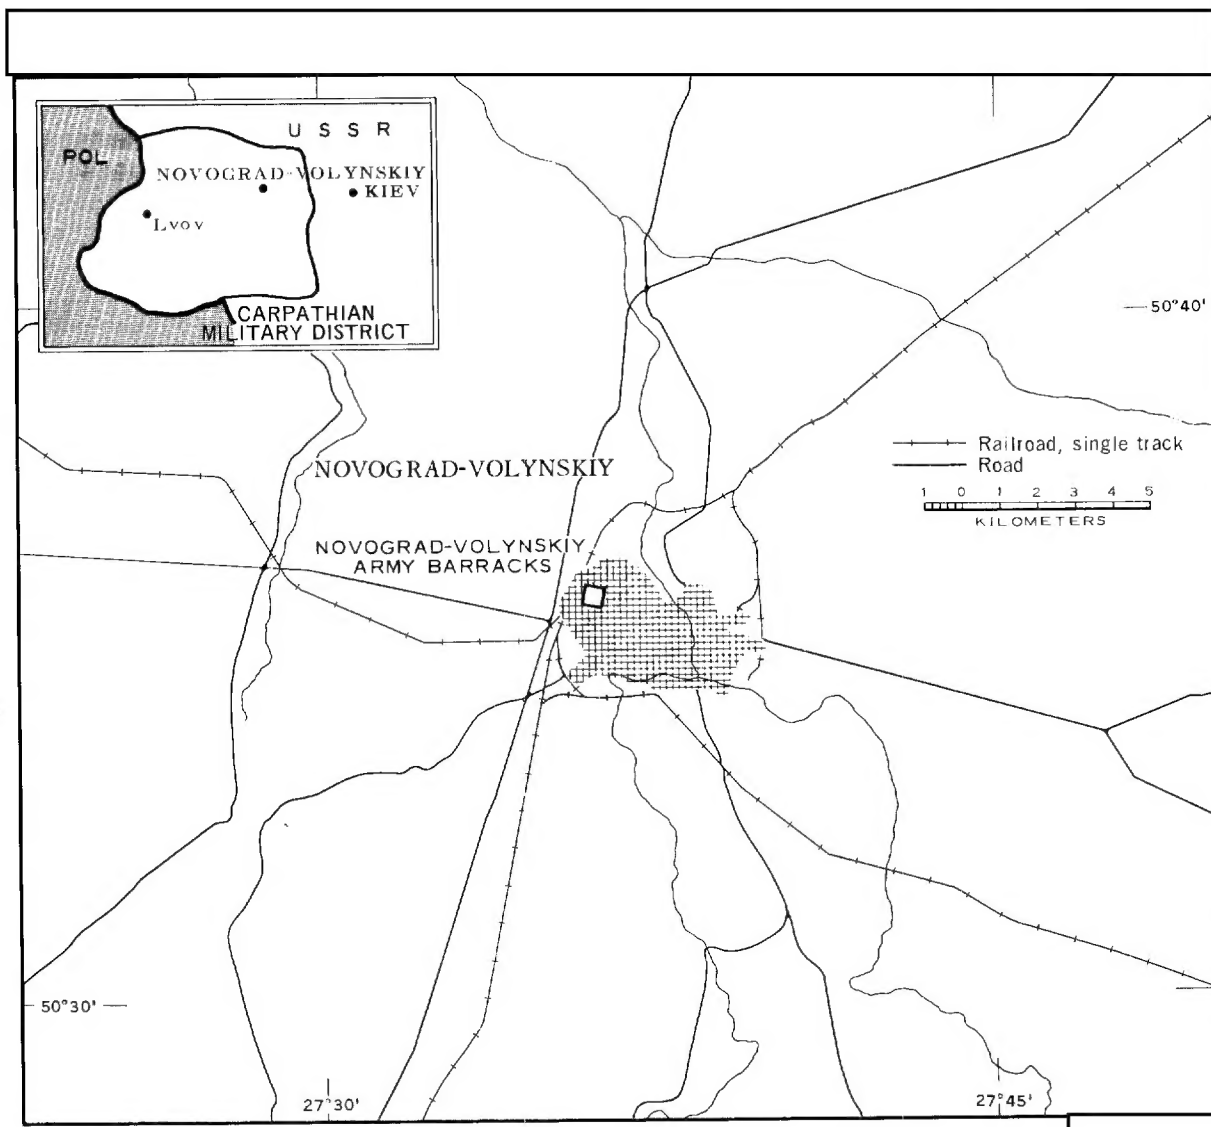 U S S R
POL
NOVOGRAD-VOLYNSKIY
KIEV
Lvov
CARPATHIAN
MILITARY DISTRICT
50°40'
Railroad, single track
Road
1 0 1 2 3 4 5
KILOMETERS
NOVOGRAD-VOLYNSKIY
NOVOGRAD-VOLYNSKIY
ARMY BARRACKS
50°30'
27°30'
27°45'